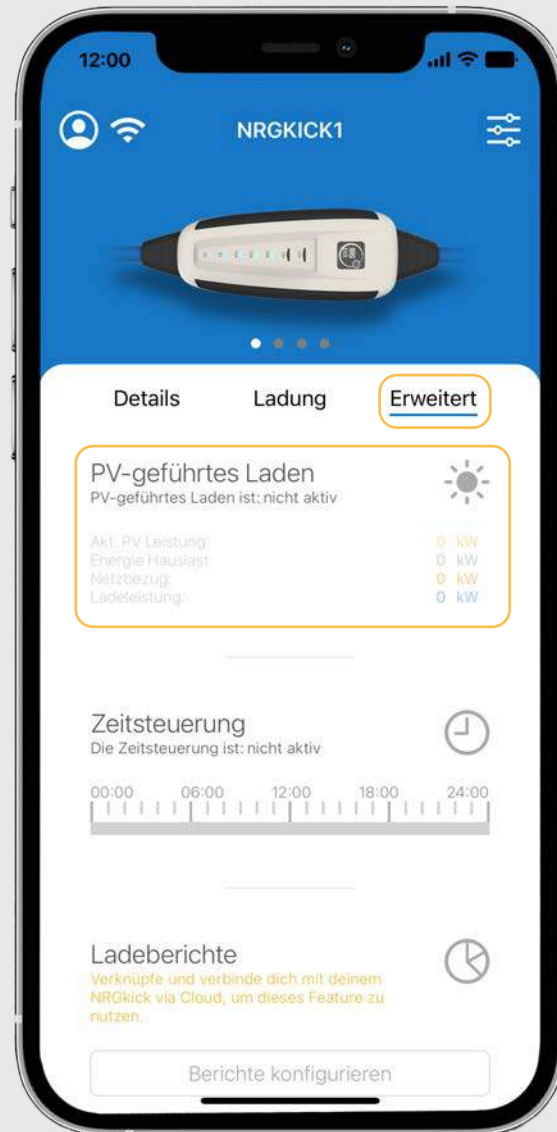 12:00
NRGKICK1
Details Ladung Erweitert
PV-geführtes Laden
PV-geführtes Laden ist: nicht aktiv
Akt. PV Leistung: 0 kW
Energie Hauslast: 0 kW
Netzbezug: 0 kW
Ladeleistung: 0 kW
Zeitsteuerung
Die Zeitsteuerung ist: nicht aktiv
00:00 06:00 12:00 18:00 24:00
Ladeberichte
Verknüpfe und verbinde dich mit deinem
NRGkick via Cloud, um dieses Feature zu
nutzen.
Berichte konfigurieren